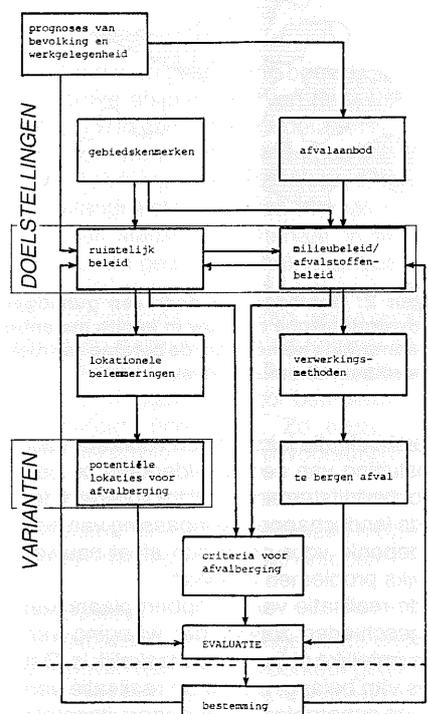 prognoses van
bevolking en
werkgelegenheid
DOELSTELLINGEN
gebiedskenmerken
afvalaanbod
ruimtelijk
beleid
milieubeleid/
afvalstoffen-
beleid
lokationele
belemmeringen
verwerkings-
methoden
VARIANTEN
potentiële
lokaties voor
afvalberging
te bergen afval
criteria voor
afvalberging
EVALUATIE
bestemming